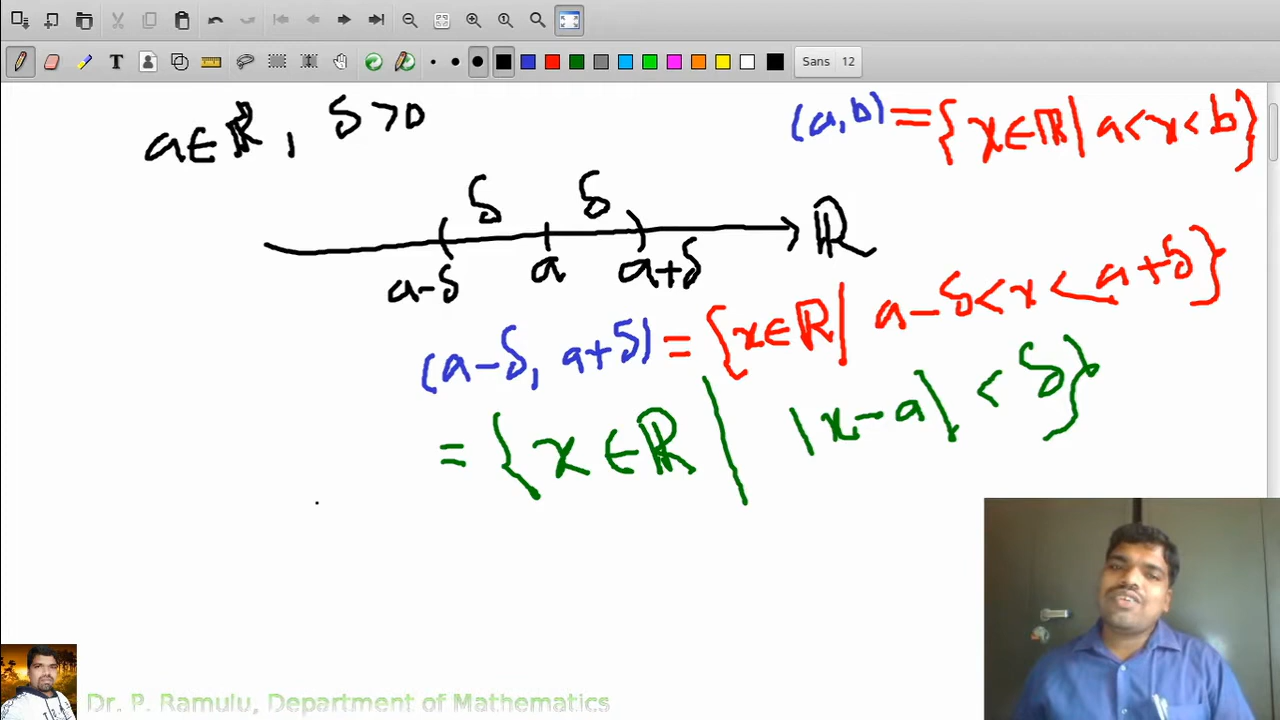 Sans 12
a∈ℝ, δ>0
(a,b) = {x∈ℝ | a<x<b}
δ δ
ℝ
a-δ a a+δ
(a-δ, a+δ) = {x∈ℝ | a-δ<x<a+δ}
= {x∈ℝ | |x-a| < δ}
Dr. P. Ramulu, Department of Mathematics